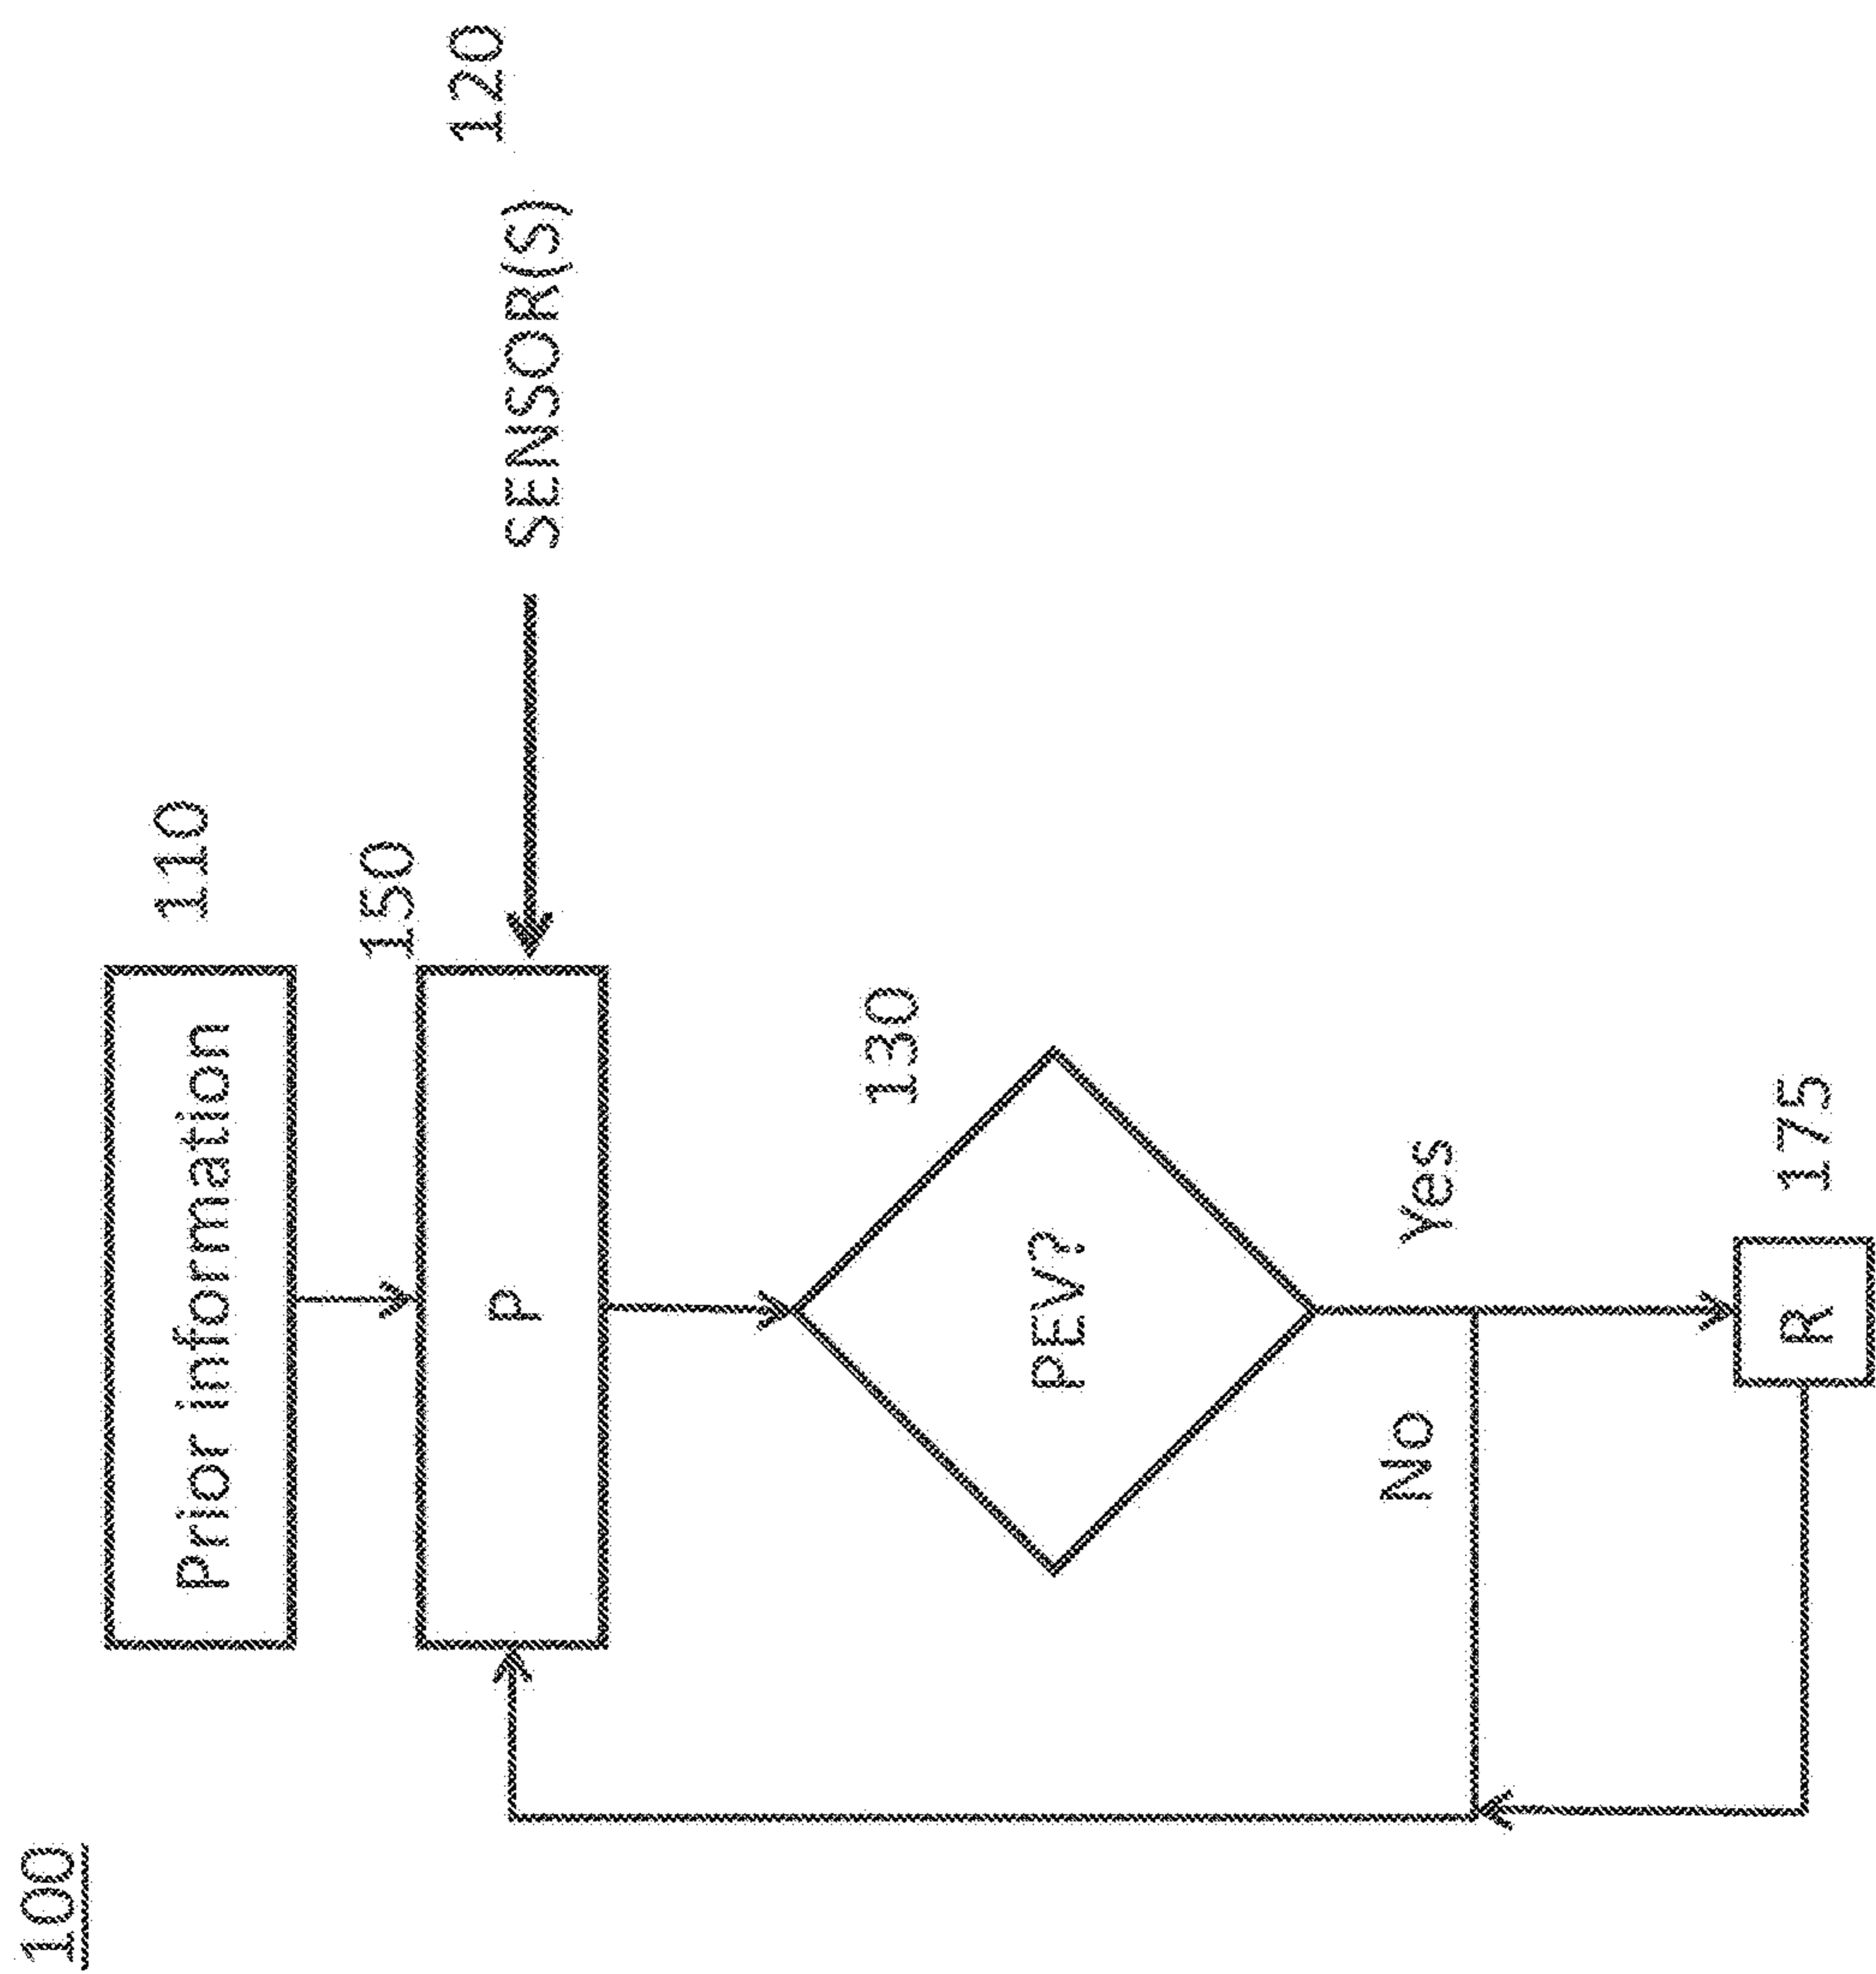 100
Prior information
110
150
P
SENSOR(S)
120
130
PEV?
No
Yes
R
175